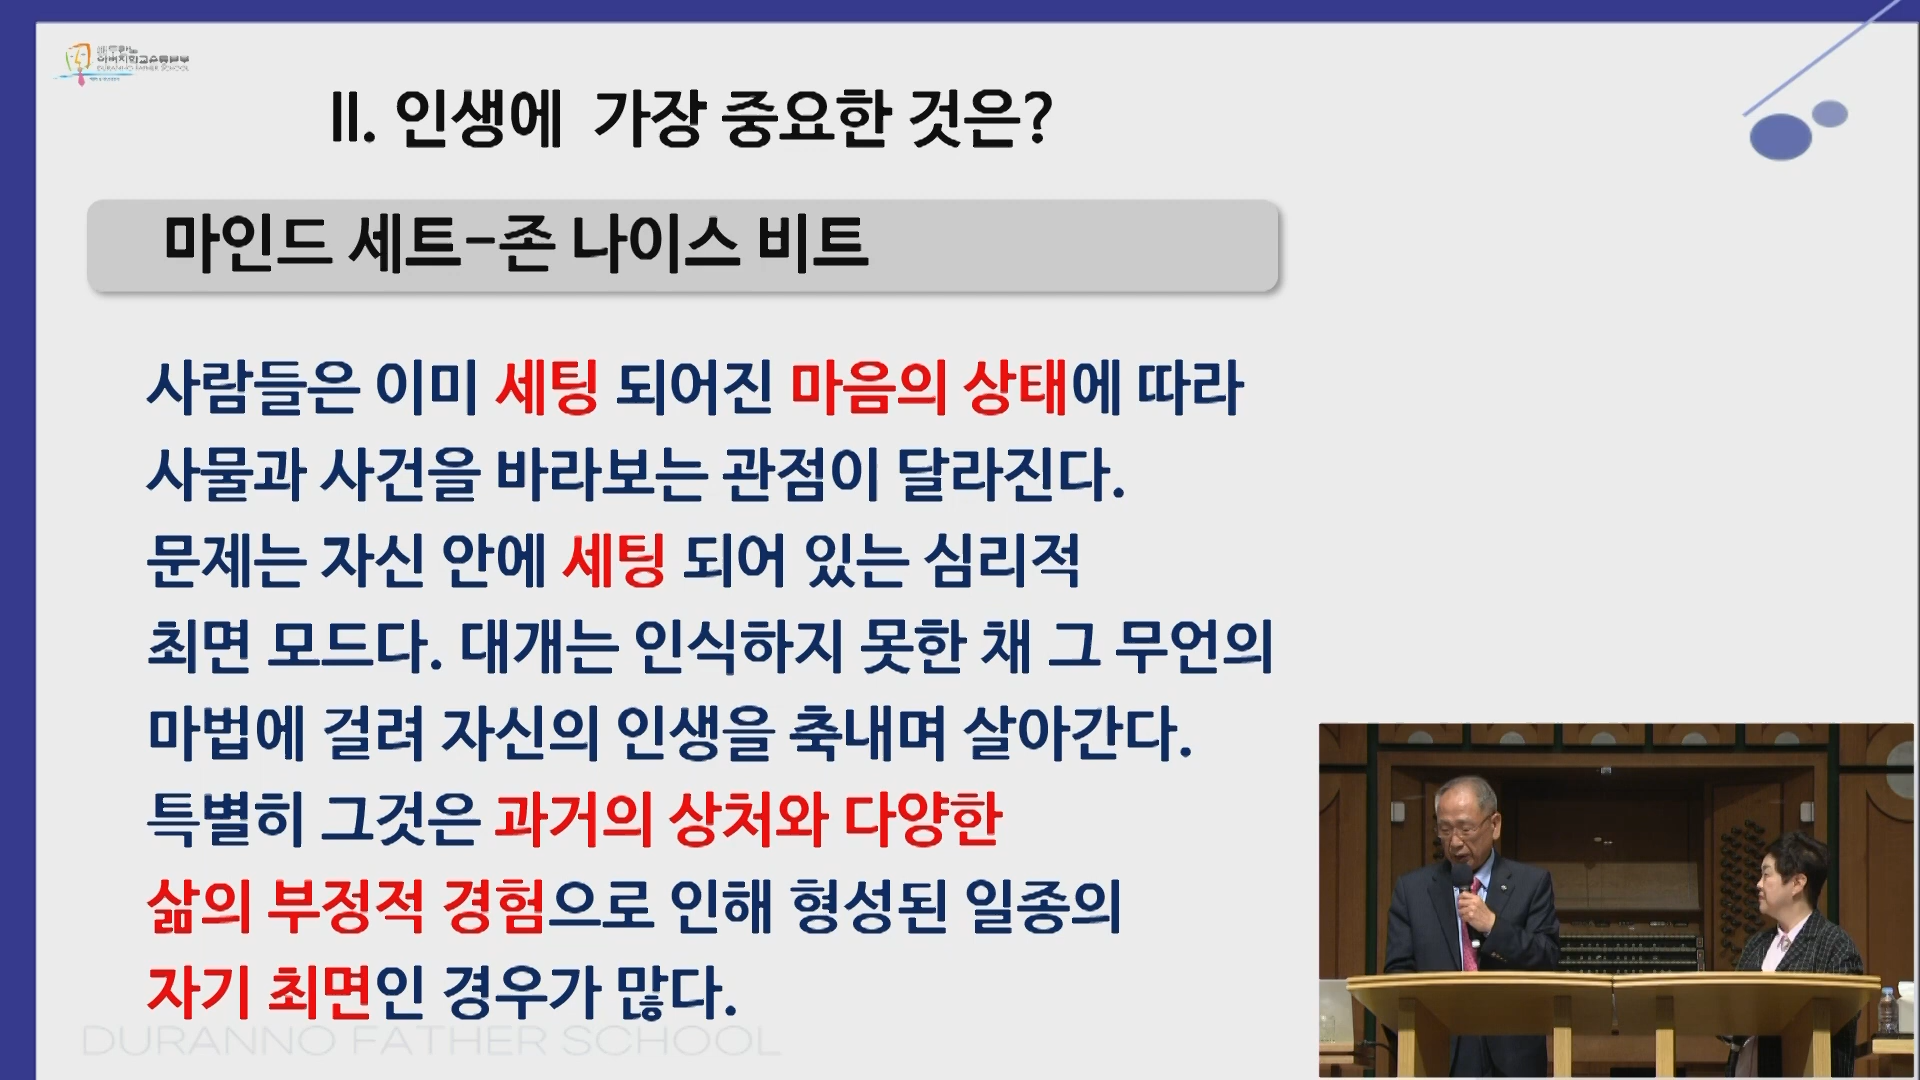 DURANNO FATHER SCHOOL
II. 인생에 가장 중요한 것은?
마인드 세트-존 나이스 비트
사람들은 이미 세팅 되어진 마음의 상태에 따라
사물과 사건을 바라보는 관점이 달라진다.
문제는 자신 안에 세팅 되어 있는 심리적
최면 모드다. 대개는 인식하지 못한 채 그 무언의
마법에 걸려 자신의 인생을 축내며 살아간다.
특별히 그것은 과거의 상처와 다양한
삶의 부정적 경험으로 인해 형성된 일종의
자기 최면인 경우가 많다.
DURANNO FATHER SCHOOL